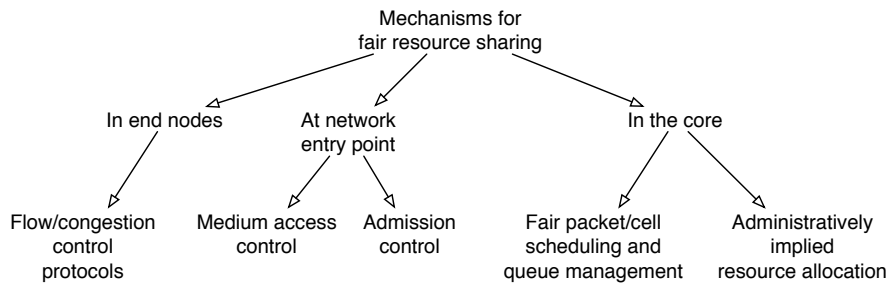 Mechanisms for
fair resource sharing
In end nodes
At network
entry point
In the core
Flow/congestion
control
protocols
Medium access
control
Admission
control
Fair packet/cell
scheduling and
queue management
Administratively
implied
resource allocation